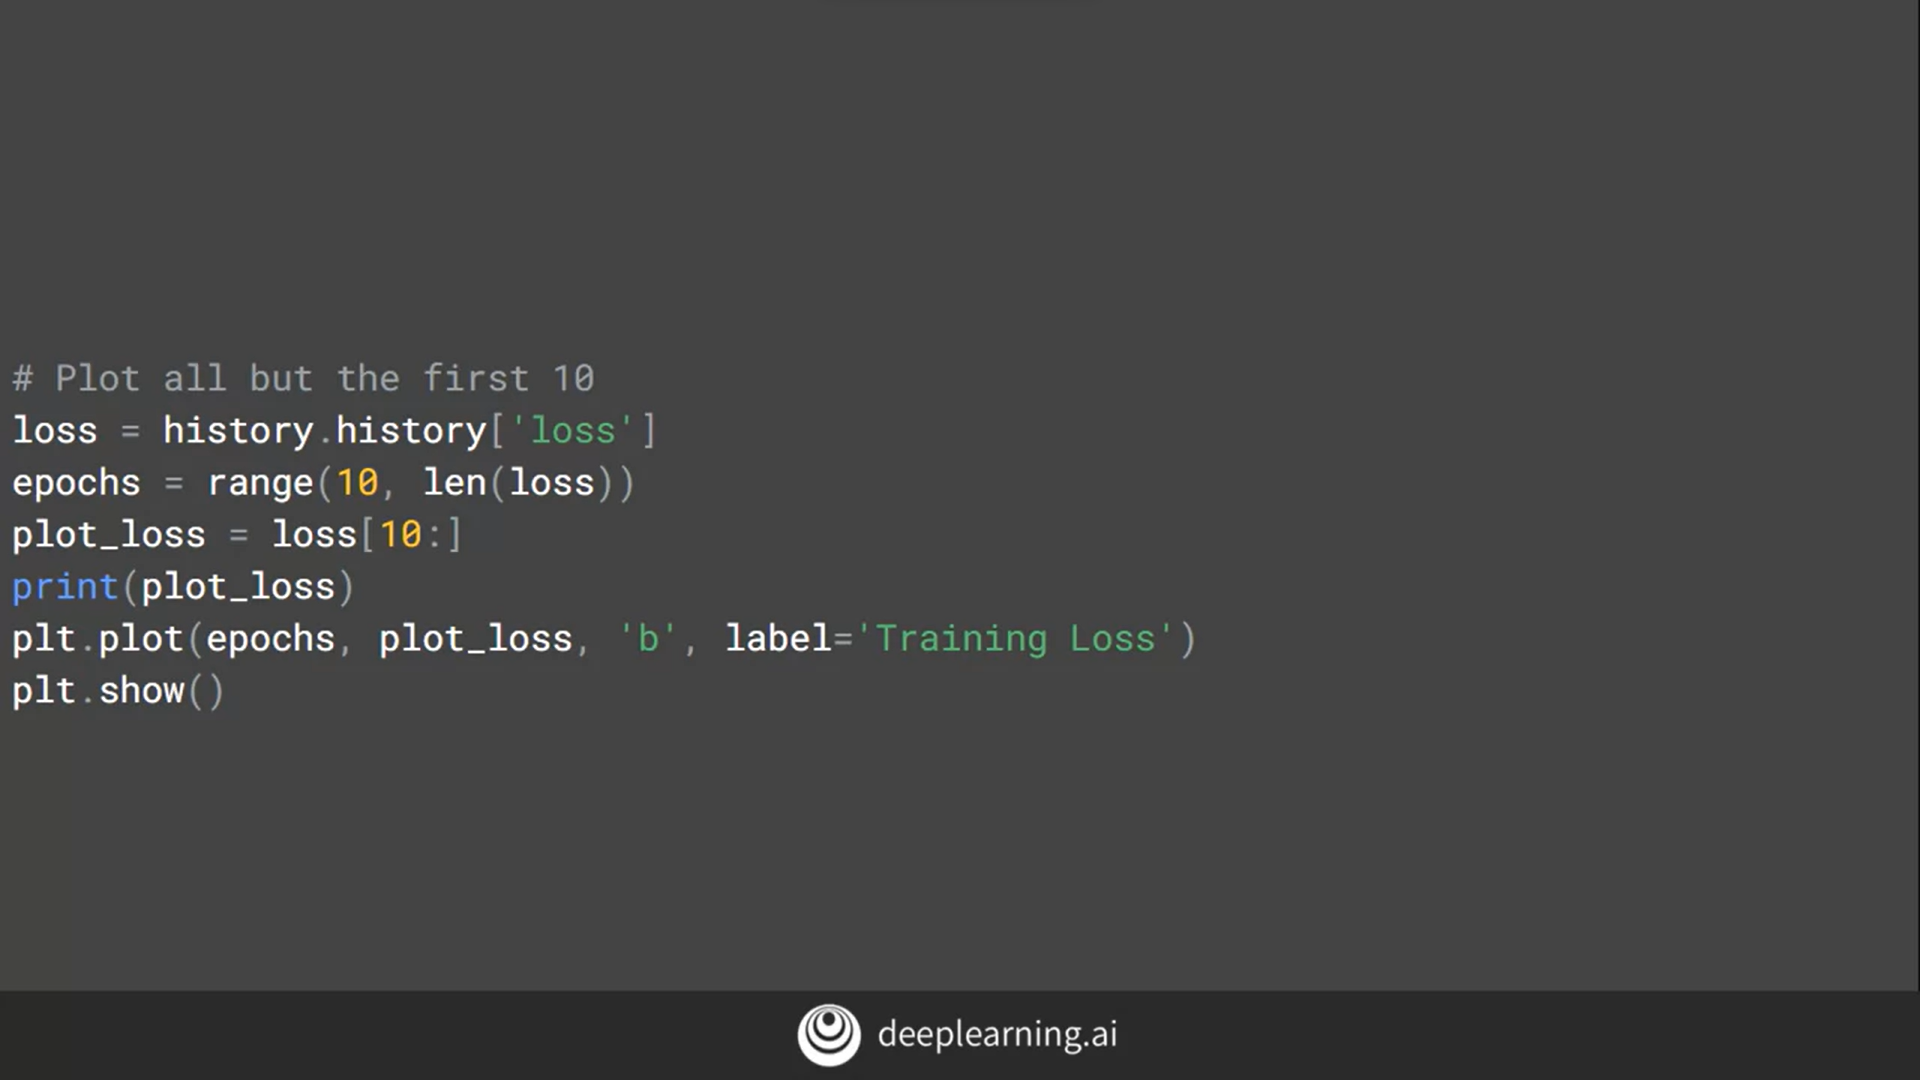 # Plot all but the first 10
loss = history.history['loss']
epochs = range(10, len(loss))
plot_loss = loss[10:]
print(plot_loss)
plt.plot(epochs, plot_loss, 'b', label='Training Loss')
plt.show()
deeplearning.ai